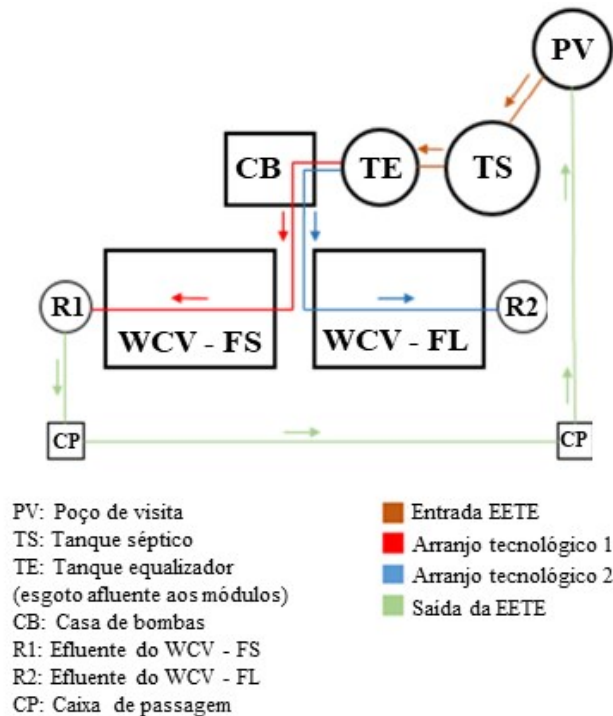 PV
CB
TE
TS
R1
WCV - FS
WCV - FL
R2
CP
CP
PV: Poço de visita
TS: Tanque séptico
TE: Tanque equalizador
(esgoto afluente aos módulos)
CB: Casa de bombas
R1: Efluente do WCV - FS
R2: Efluente do WCV - FL
CP: Caixa de passagem
Entrada EETE
Arranjo tecnológico 1
Arranjo tecnológico 2
Saída da EETE